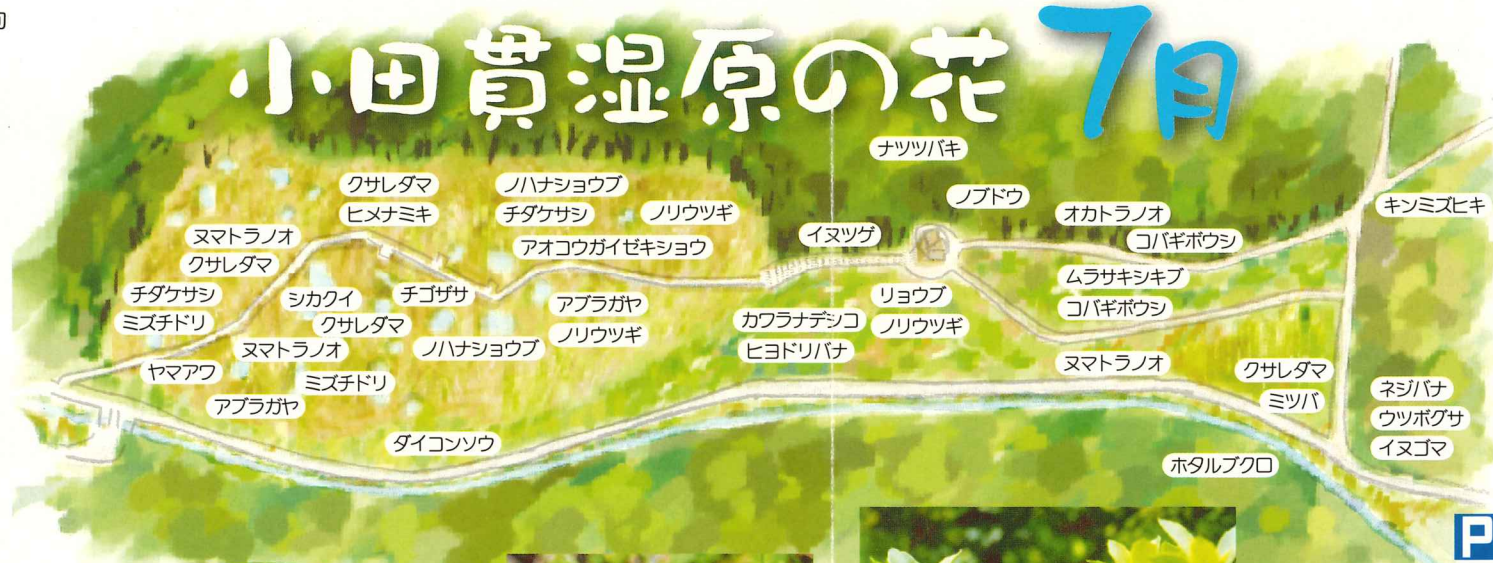 小田貫湿原の花 7月
ナツツバキ
クサレダマ
ヒメナミキ
ノハナショウブ
チダケサシ
ノリウツギ
アオコウガイゼキショウ
ヌマトラノオ
クサレダマ
チダケサシ
ミズチドリ
シカクイ
クサレダマ
チゴザサ
ヌマトラノオ
ノハナショウブ
アブラガヤ
ノリウツギ
ヤマアワ
ミズチドリ
アブラガヤ
ダイコンソウ
イヌツゲ
ノブドウ
オカトラノオ
コバギボウシ
キンミズヒキ
ムラサキシキブ
コバギボウシ
リョウブ
ノリウツギ
カワラナデシコ
ヒヨドリバナ
ヌマトラノオ
クサレダマ
ミツバ
ネジバナ
ウツボグサ
イヌゴマ
ホタルブクロ
P